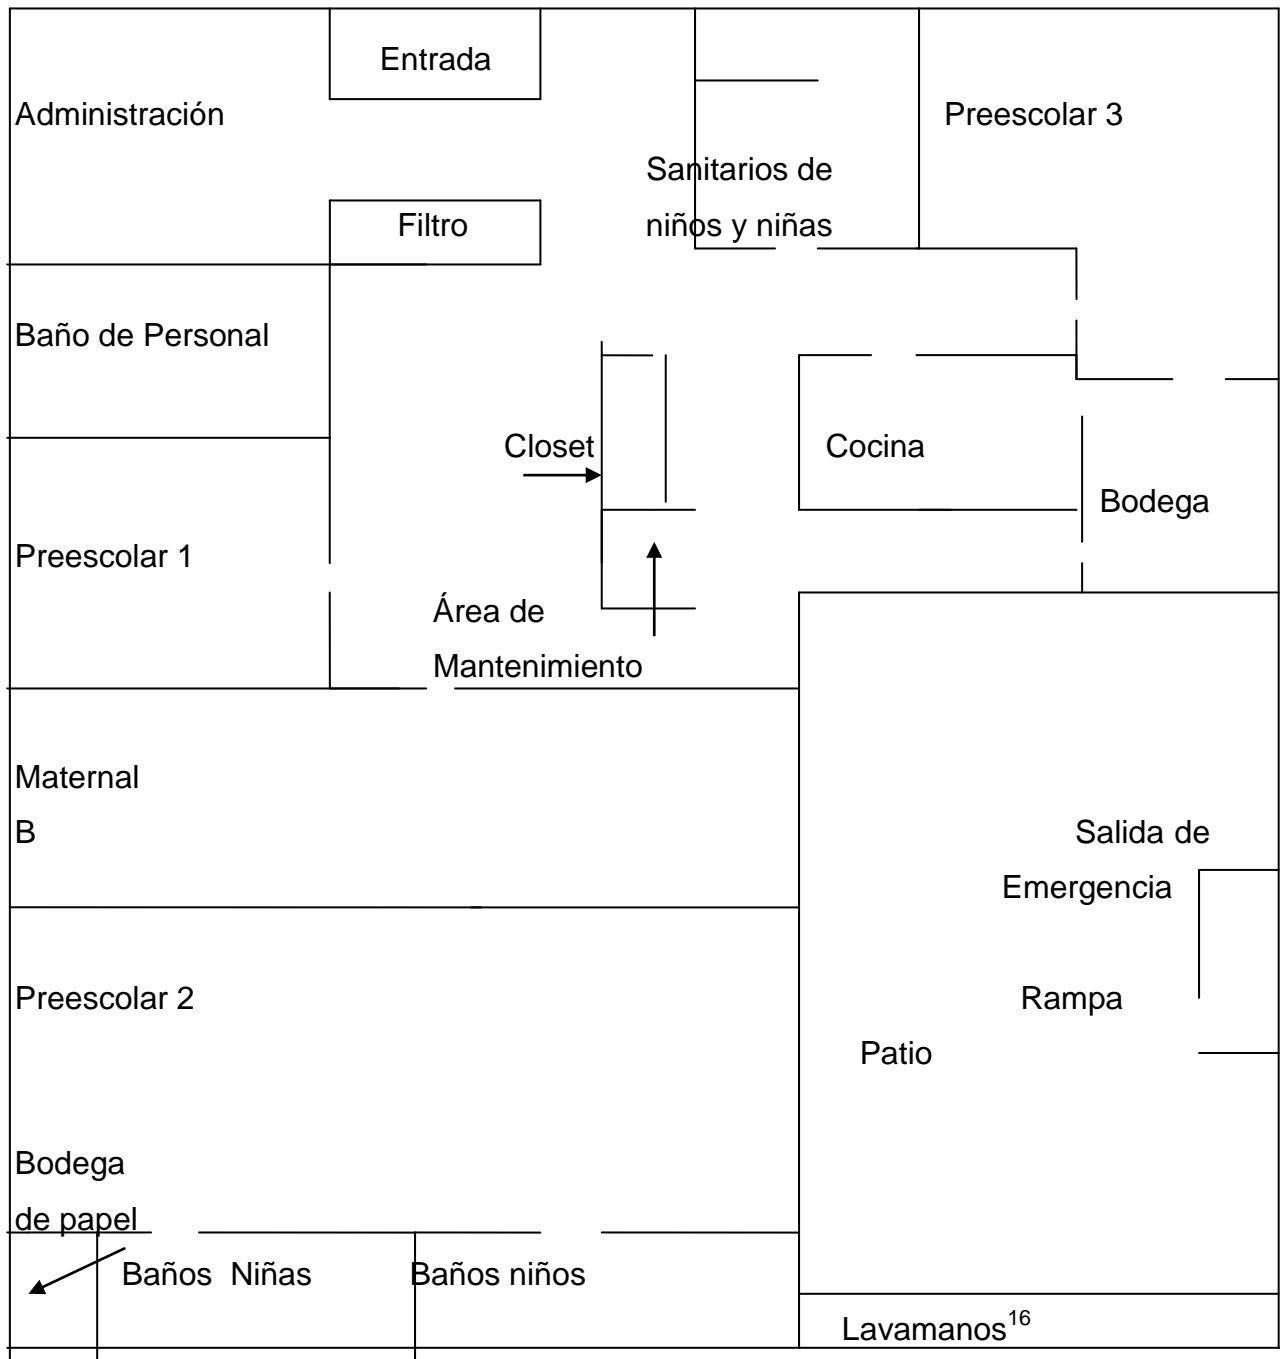 Entrada
Administración
Preescolar 3
Sanitarios de
niños y niñas
Filtro
Baño de Personal
Closet
Cocina
Bodega
Preescolar 1
Área de
Mantenimiento
Maternal
B
Salida de
Emergencia
Preescolar 2
Rampa
Patio
Bodega
de papel
Baños Niñas
Baños niños
Lavamanos¹⁶